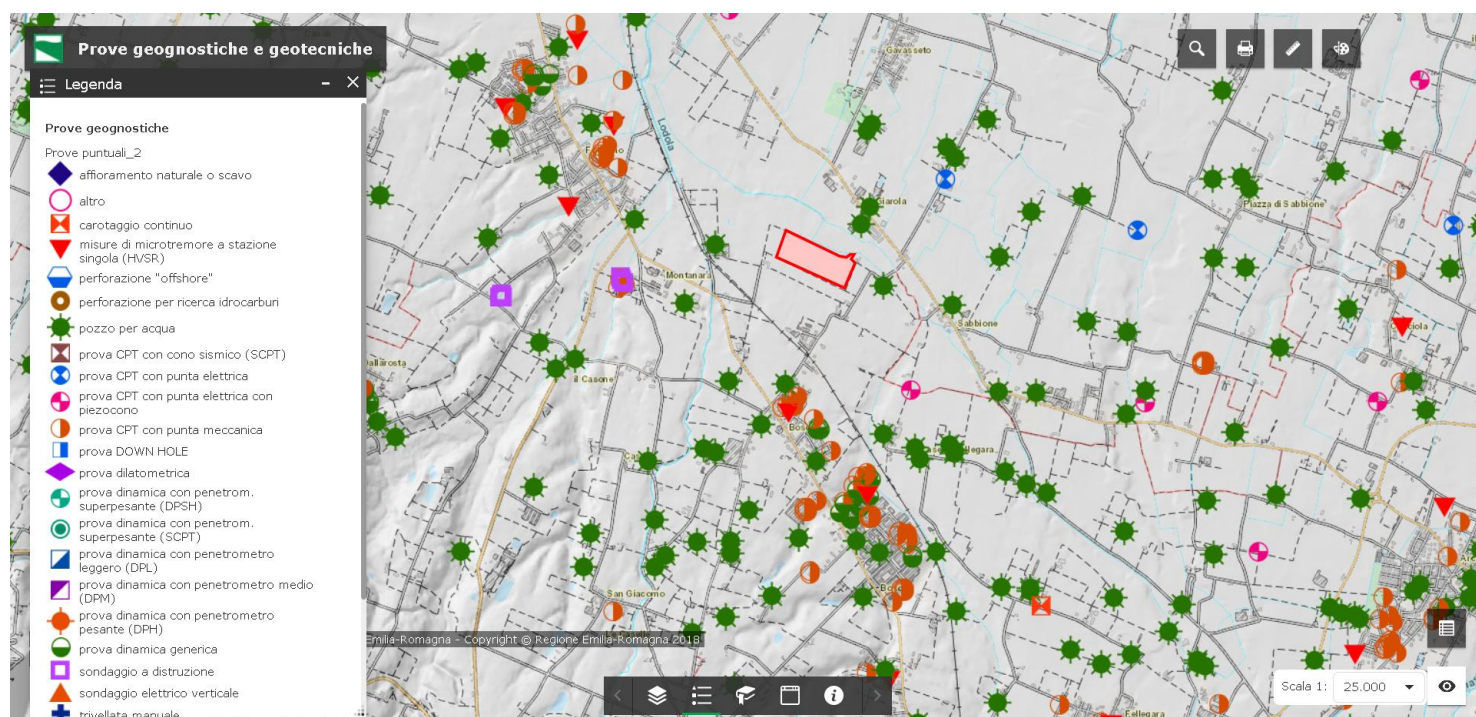 Prove geognostiche e geotecniche
Legenda
Prove geognostiche
Prove puntuali_2
affioramento naturale o scavo
altro
carotaggio continuo
misure di microtremore a stazione
singola (HVSR)
perforazione "offshore"
perforazione per ricerca idrocarburi
pozzo per acqua
prova CPT con cono sismico (SCPT)
prova CPT con punta elettrica
prova CPT con punta elettrica con
piezocono
prova CPT con punta meccanica
prova DOWN HOLE
prova dilatometrica
prova dinamica con penetrom.
superpesante (DPSH)
prova dinamica con penetrom.
superpesante (SCPT)
prova dinamica con penetrometro
leggero (DPL)
prova dinamica con penetrometro medio
(DPM)
prova dinamica con penetrometro
pesante (DPH)
prova dinamica generica
sondaggio a distruzione
sondaggio elettrico verticale
trivellata manuale
Gavasseto
Lodola
Giarola
Piazza di Sabbione
Montanara
Sabbione
il Casone
San Giacomo
Fellegara
Emilia-Romagna - Copyright © Regione Emilia-Romagna 2018
Scala 1:
25.000